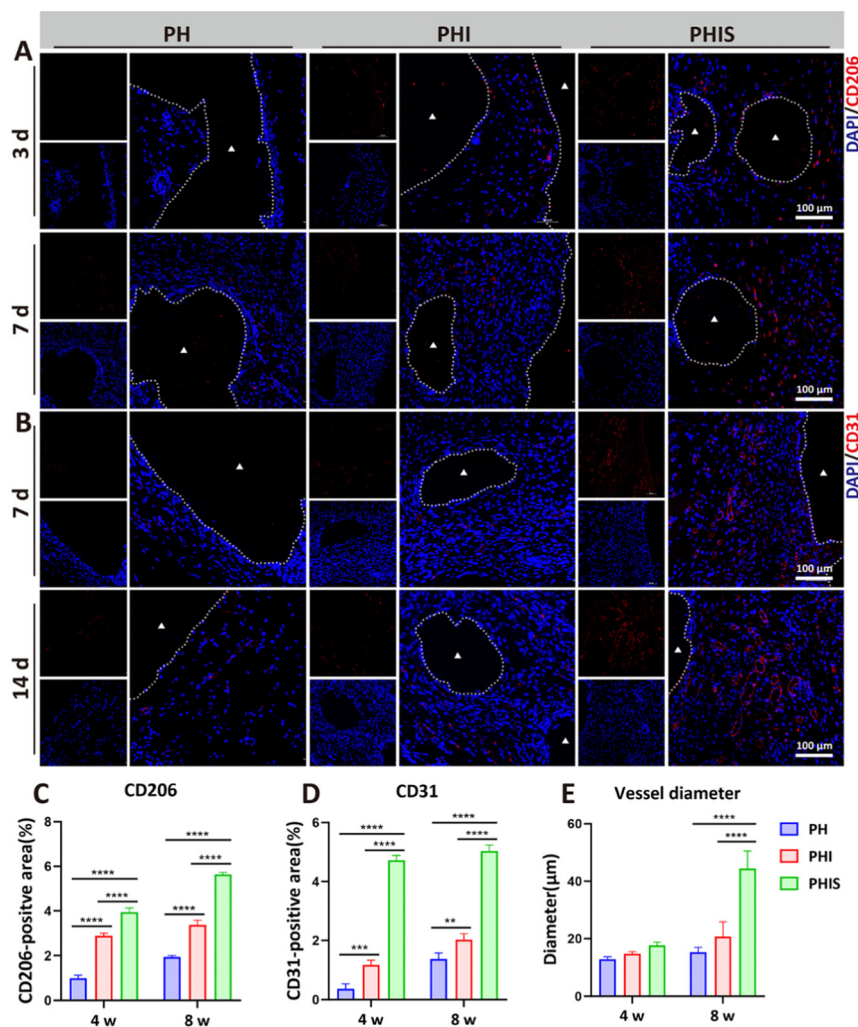 PH PHI PHIS
A
3 d
DAPI/CD206
100 μm
7 d
100 μm
B
7 d
DAPI/CD31
100 μm
14 d
100 μm
C CD206
D CD31
E Vessel diameter
CD206-positve area(%)
8
6
4
2
0
**** **** ****
**** **** ****
4 w 8 w
CD31-positive area(%)
6
4
2
0
**** **** ***
**** **** **
4 w 8 w
Diameter(μm)
60
40
20
0
**** ****
4 w 8 w
PH
PHI
PHIS